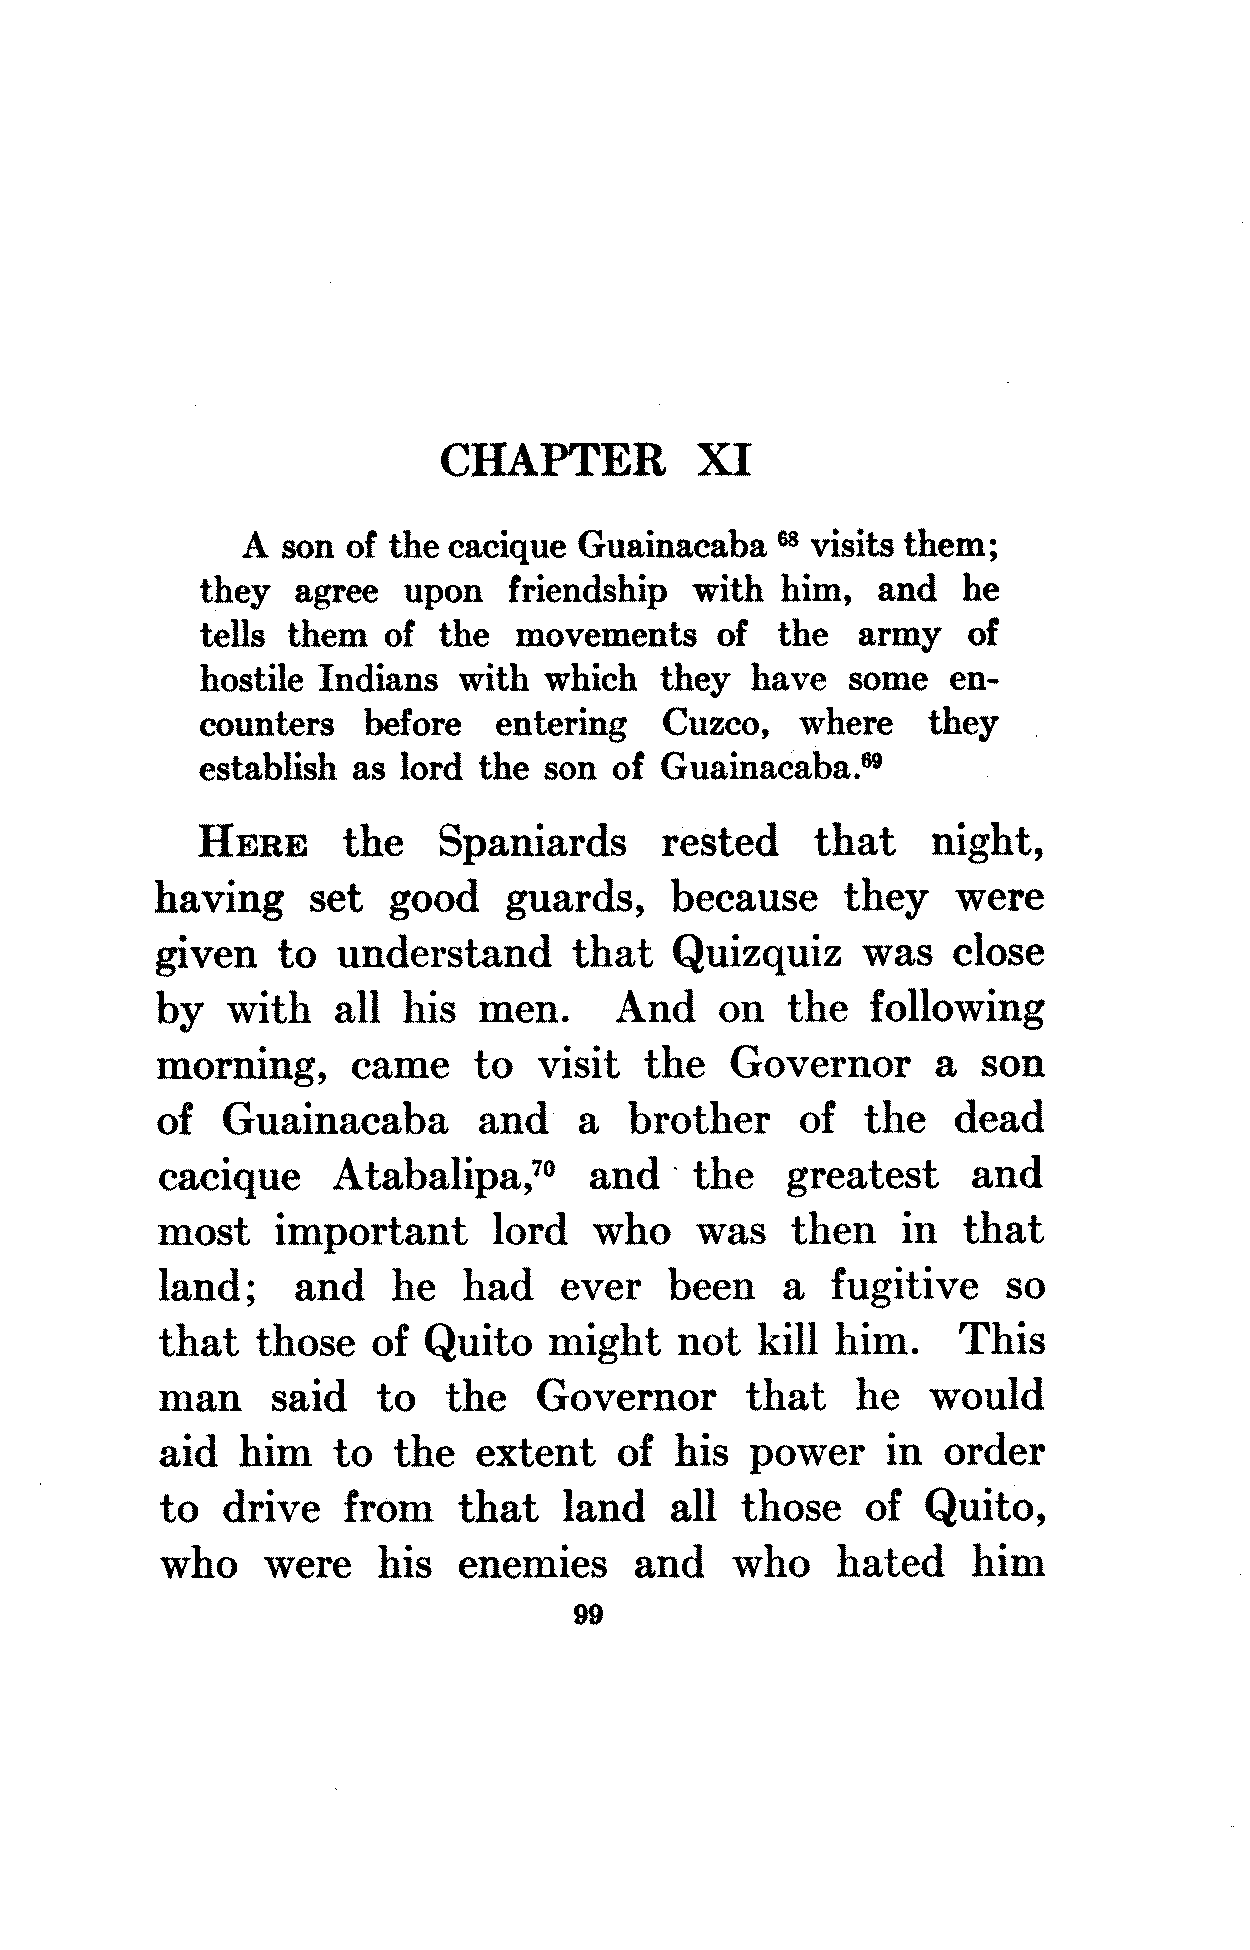 CHAPTER XI
A son of the cacique Guainacaba ⁶⁸ visits them;
they agree upon friendship with him, and he
tells them of the movements of the army of
hostile Indians with which they have some en-
counters before entering Cuzco, where they
establish as lord the son of Guainacaba.⁶⁹
HERE the Spaniards rested that night,
having set good guards, because they were
given to understand that Quizquiz was close
by with all his men. And on the following
morning, came to visit the Governor a son
of Guainacaba and a brother of the dead
cacique Atabalipa,⁷⁰ and the greatest and
most important lord who was then in that
land; and he had ever been a fugitive so
that those of Quito might not kill him. This
man said to the Governor that he would
aid him to the extent of his power in order
to drive from that land all those of Quito,
who were his enemies and who hated him
99